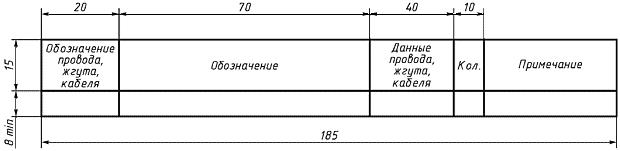 20
70
40
10
15
Обозначение
провода,
жгута,
кабеля
Обозначение
Данные
провода,
жгута,
кабеля
Кол.
Примечание
8 min
185